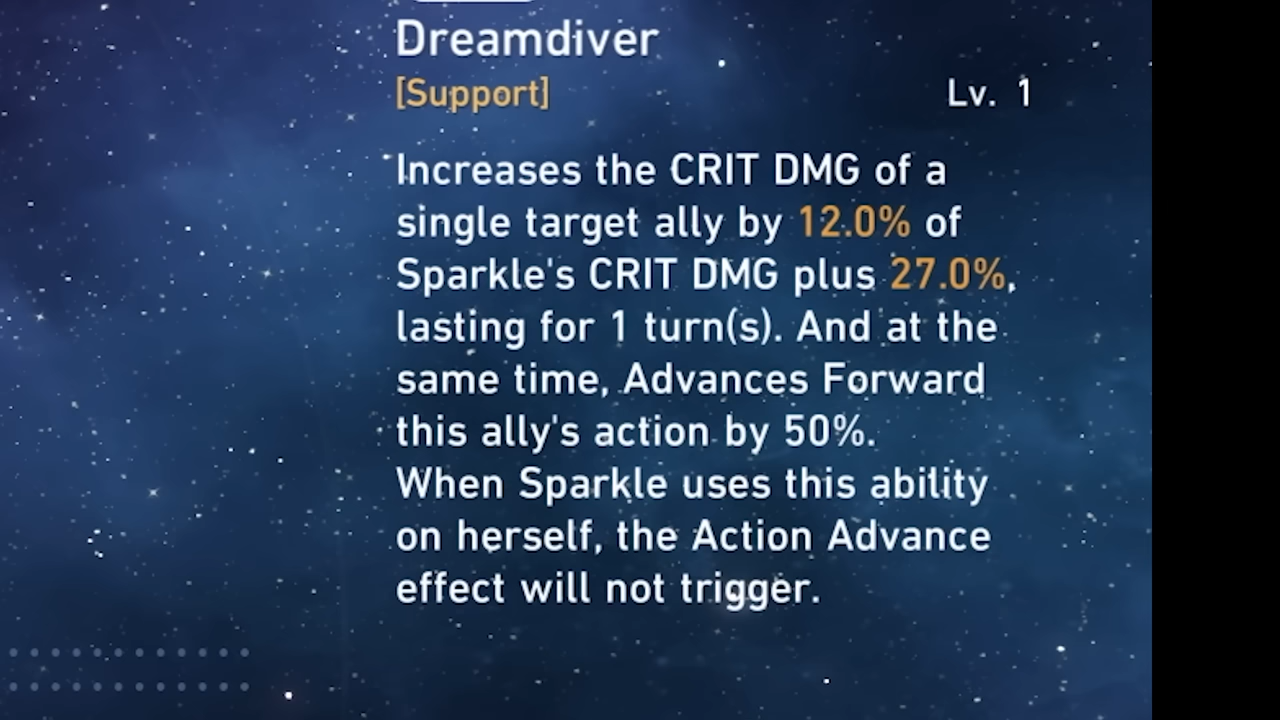 Dreamdiver
[Support]
Lv. 1
Increases the CRIT DMG of a
single target ally by 12.0% of
Sparkle's CRIT DMG plus 27.0%,
lasting for 1 turn(s). And at the
same time, Advances Forward
this ally's action by 50%.
When Sparkle uses this ability
on herself, the Action Advance
effect will not trigger.